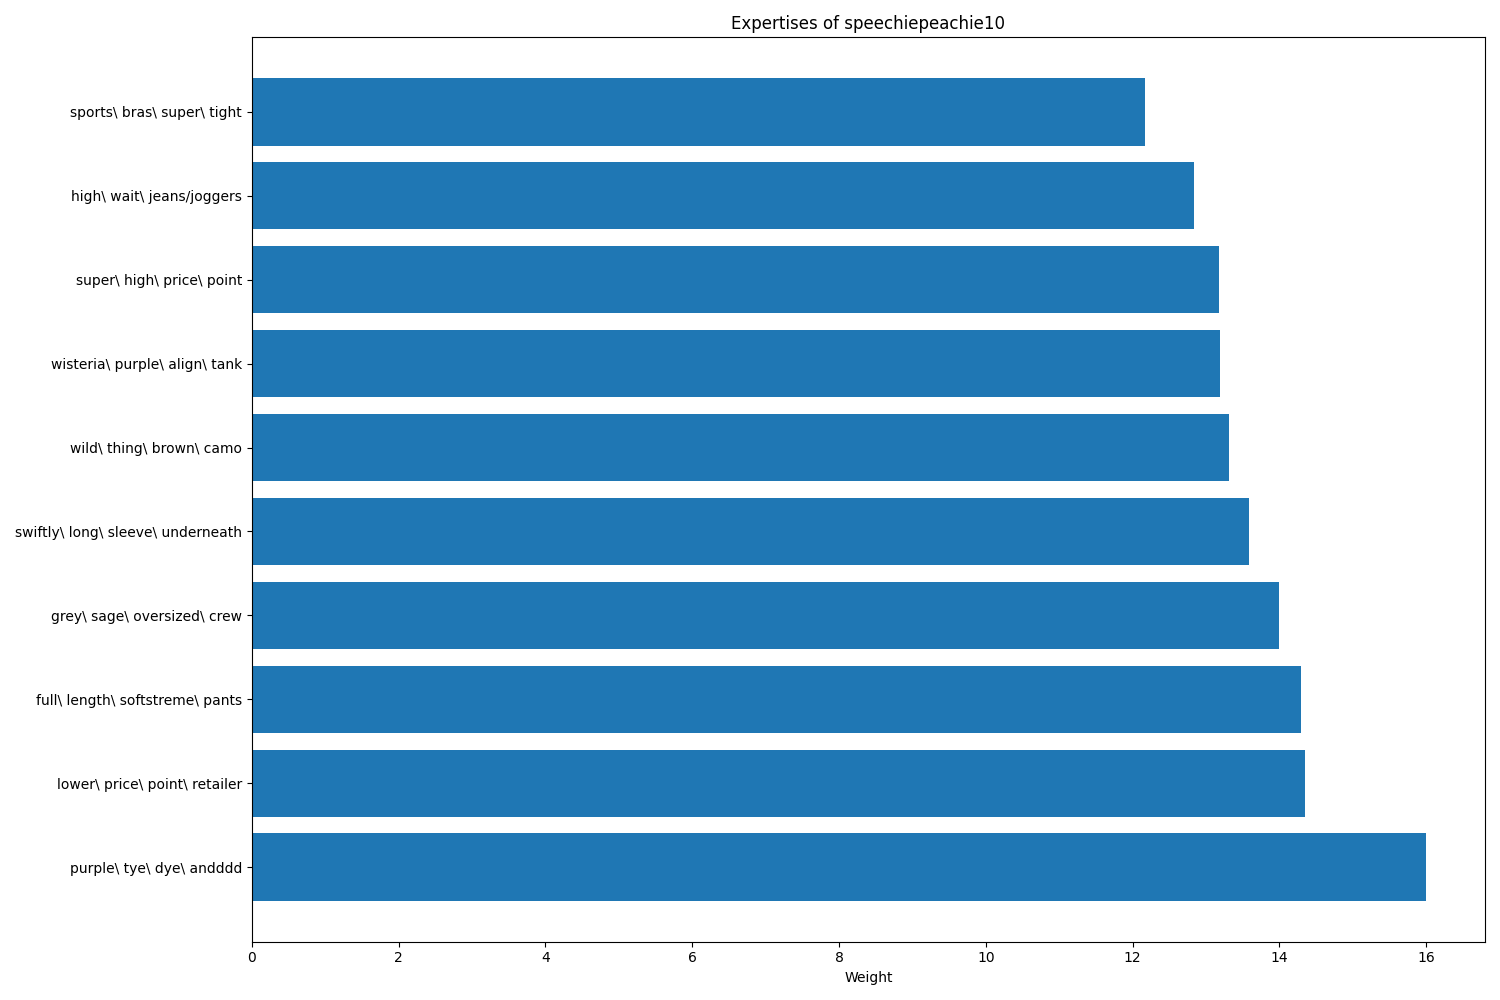 Expertises of speechiepeachie10
sports\ bras\ super\ tight
high\ wait\ jeans/joggers
super\ high\ price\ point
wisteria\ purple\ align\ tank
wild\ thing\ brown\ camo
swiftly\ long\ sleeve\ underneath
grey\ sage\ oversized\ crew
full\ length\ softstreme\ pants
lower\ price\ point\ retailer
purple\ tye\ dye\ andddd
0 2 4 6 8 10 12 14 16
Weight